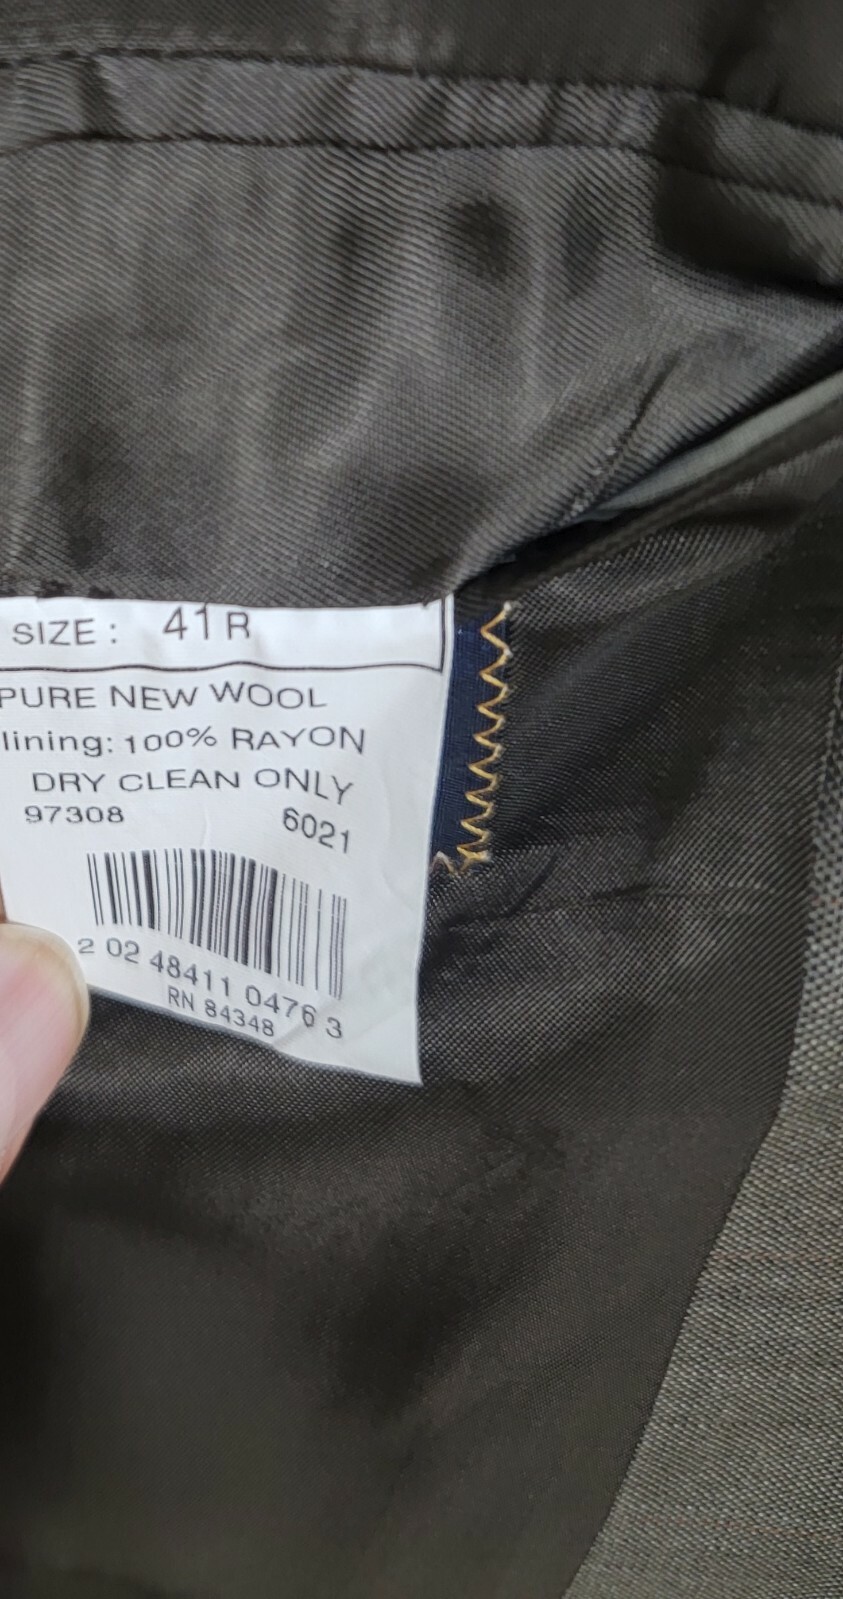 SIZE: 41R
PURE NEW WOOL
lining: 100% RAYON
DRY CLEAN ONLY
97308 6021
2 02 48411 0476 3
RN 84348